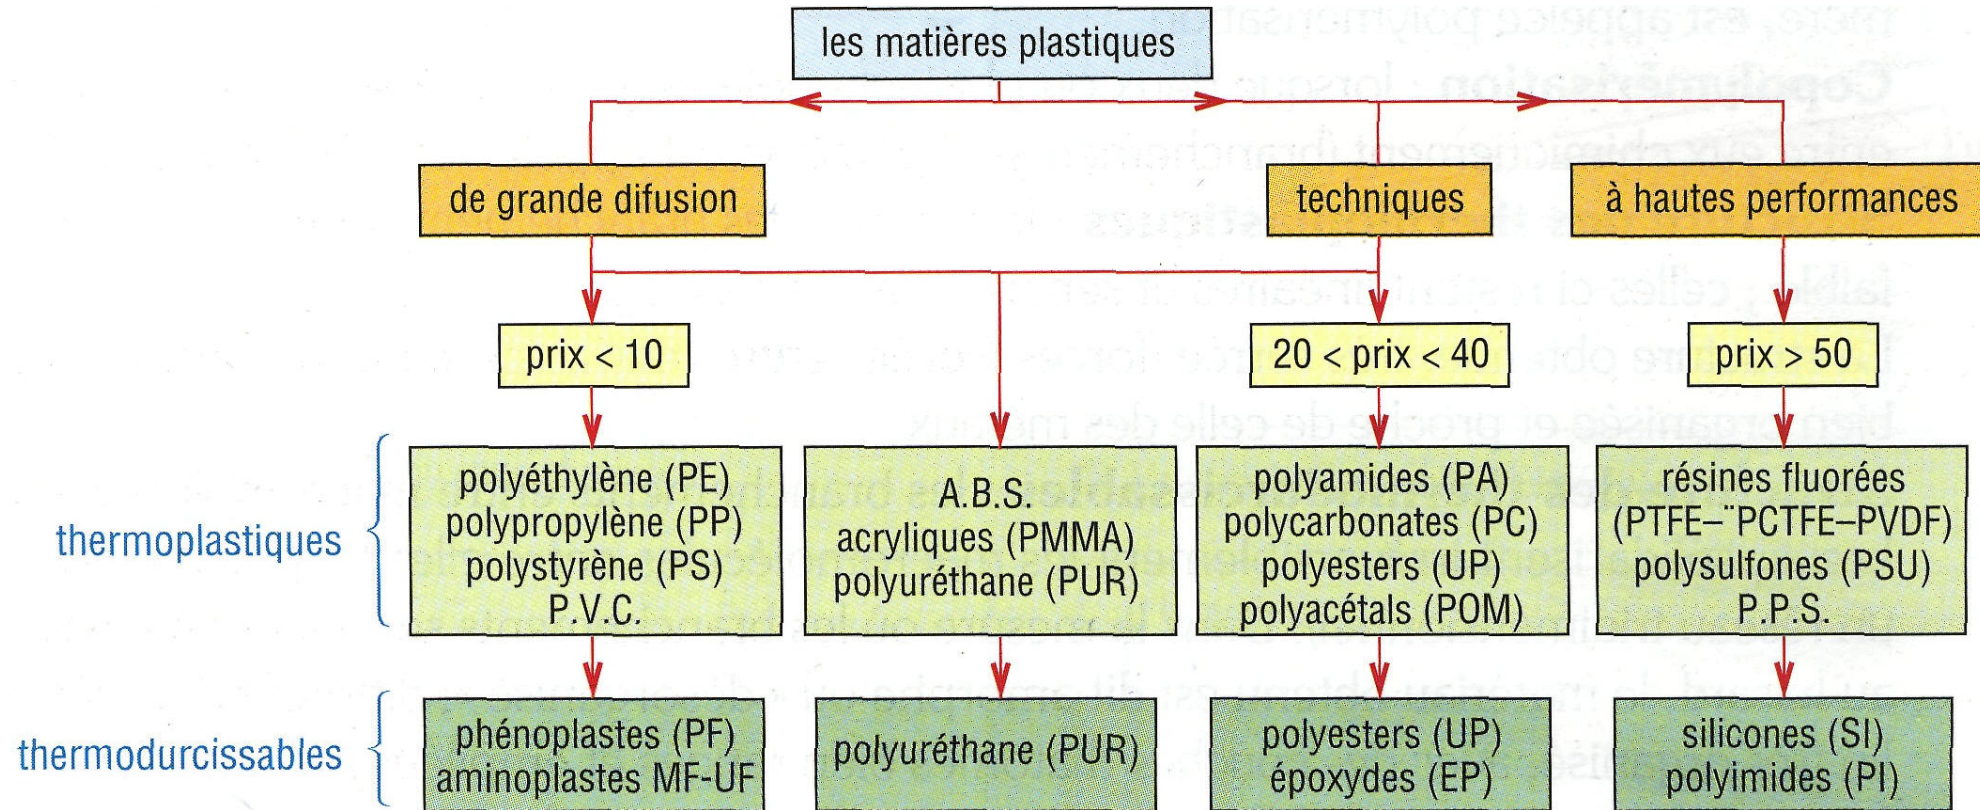 les matières plastiques
de grande difusion
techniques
à hautes performances
prix < 10
20 < prix < 40
prix > 50
thermoplastiques
polyéthylène (PE)
polypropylène (PP)
polystyrène (PS)
P.V.C.
A.B.S.
acryliques (PMMA)
polyuréthane (PUR)
polyamides (PA)
polycarbonates (PC)
polyesters (UP)
polyacétals (POM)
résines fluorées
(PTFE–¨PCTFE–PVDF)
polysulfones (PSU)
P.P.S.
thermodurcissables
phénoplastes (PF)
aminoplastes MF-UF
polyuréthane (PUR)
polyesters (UP)
époxydes (EP)
silicones (SI)
polyimides (PI)